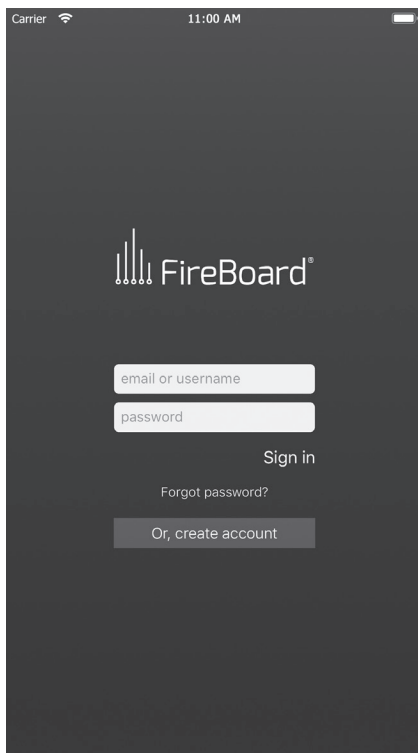 Carrier 11:00 AM
FireBoard®
email or username
password
Sign in
Forgot password?
Or, create account